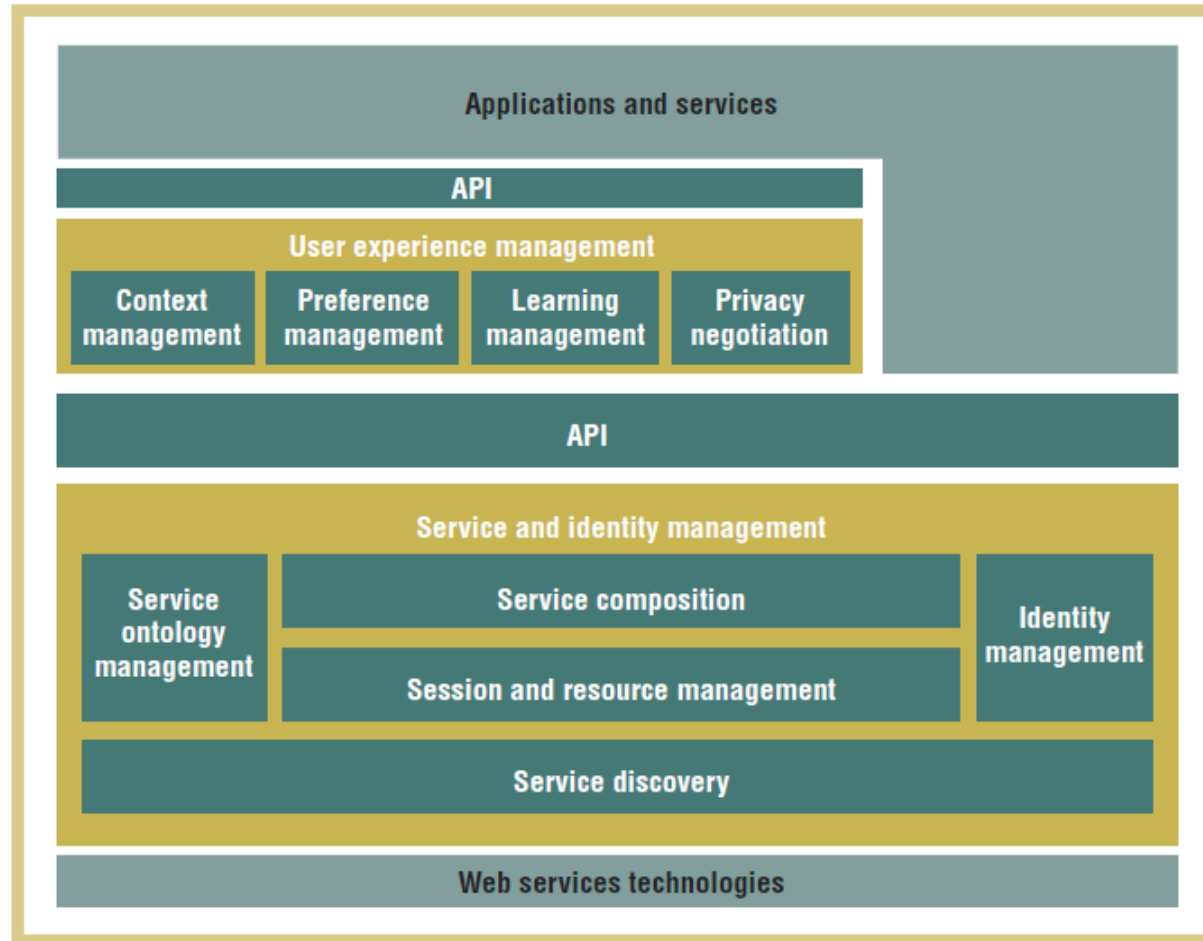 Applications and services
API
User experience management
Context
management
Preference
management
Learning
management
Privacy
negotiation
API
Service and identity management
Service
ontology
management
Service composition
Session and resource management
Identity
management
Service discovery
Web services technologies